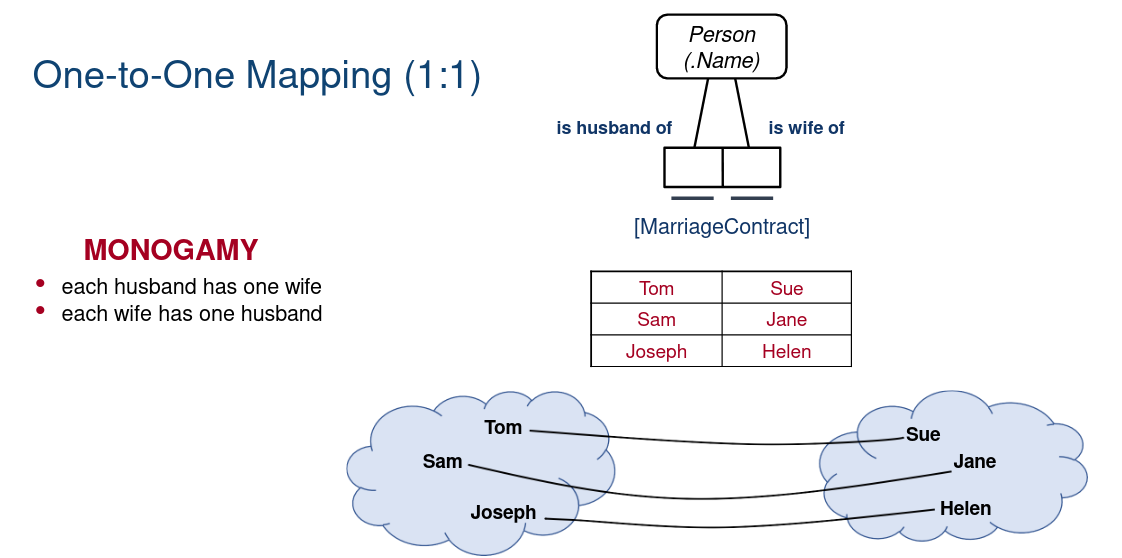 One-to-One Mapping (1:1)
Person
(.Name)
is husband of
is wife of
[MarriageContract]
MONOGAMY
• each husband has one wife
• each wife has one husband
Tom Sue
Sam Jane
Joseph Helen
Tom
Sue
Sam
Jane
Joseph
Helen